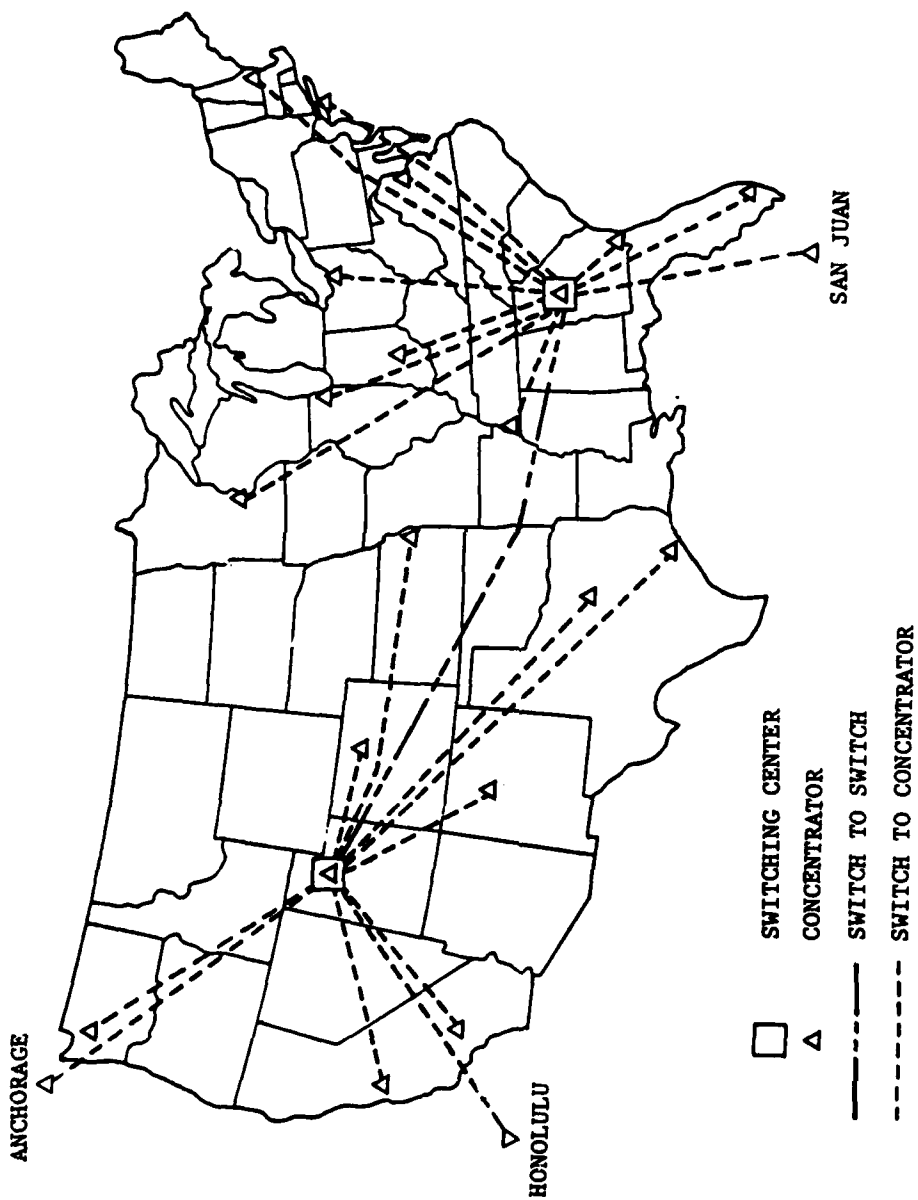 ANCHORAGE
HONOLULU
SAN JUAN
SWITCHING CENTER
CONCENTRATOR
SWITCH TO SWITCH
SWITCH TO CONCENTRATOR